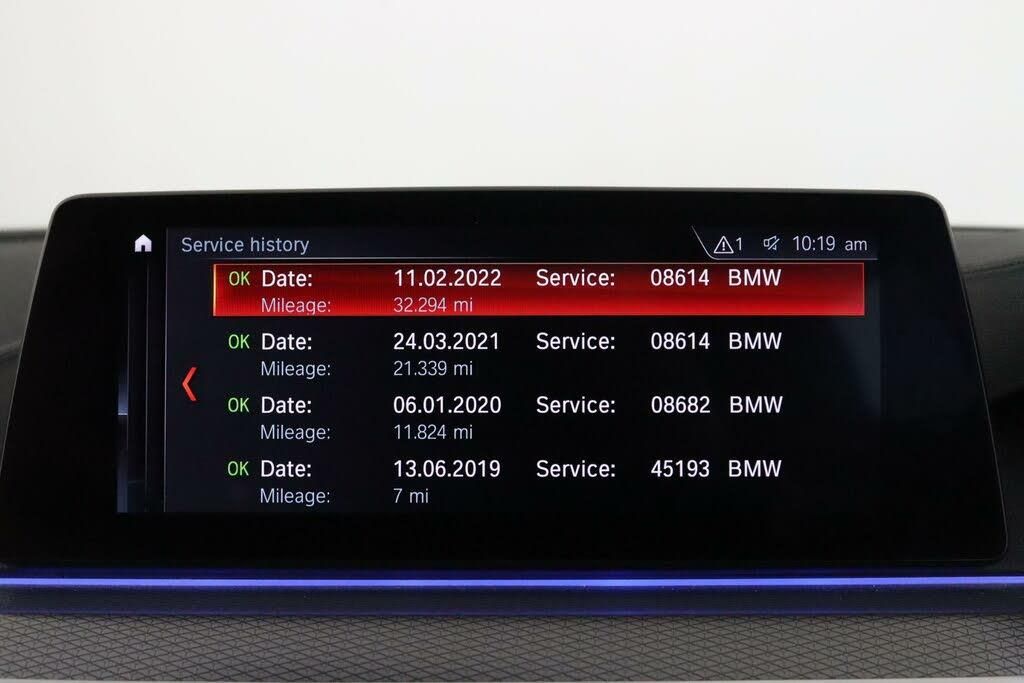 Service history 1 10:19 am
OK Date: 11.02.2022 Service: 08614 BMW
Mileage: 32.294 mi
OK Date: 24.03.2021 Service: 08614 BMW
Mileage: 21.339 mi
OK Date: 06.01.2020 Service: 08682 BMW
Mileage: 11.824 mi
OK Date: 13.06.2019 Service: 45193 BMW
Mileage: 7 mi